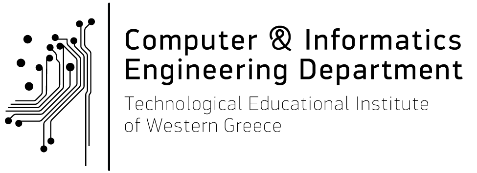 Computer & Informatics
Engineering Department
Technological Educational Institute
of Western Greece